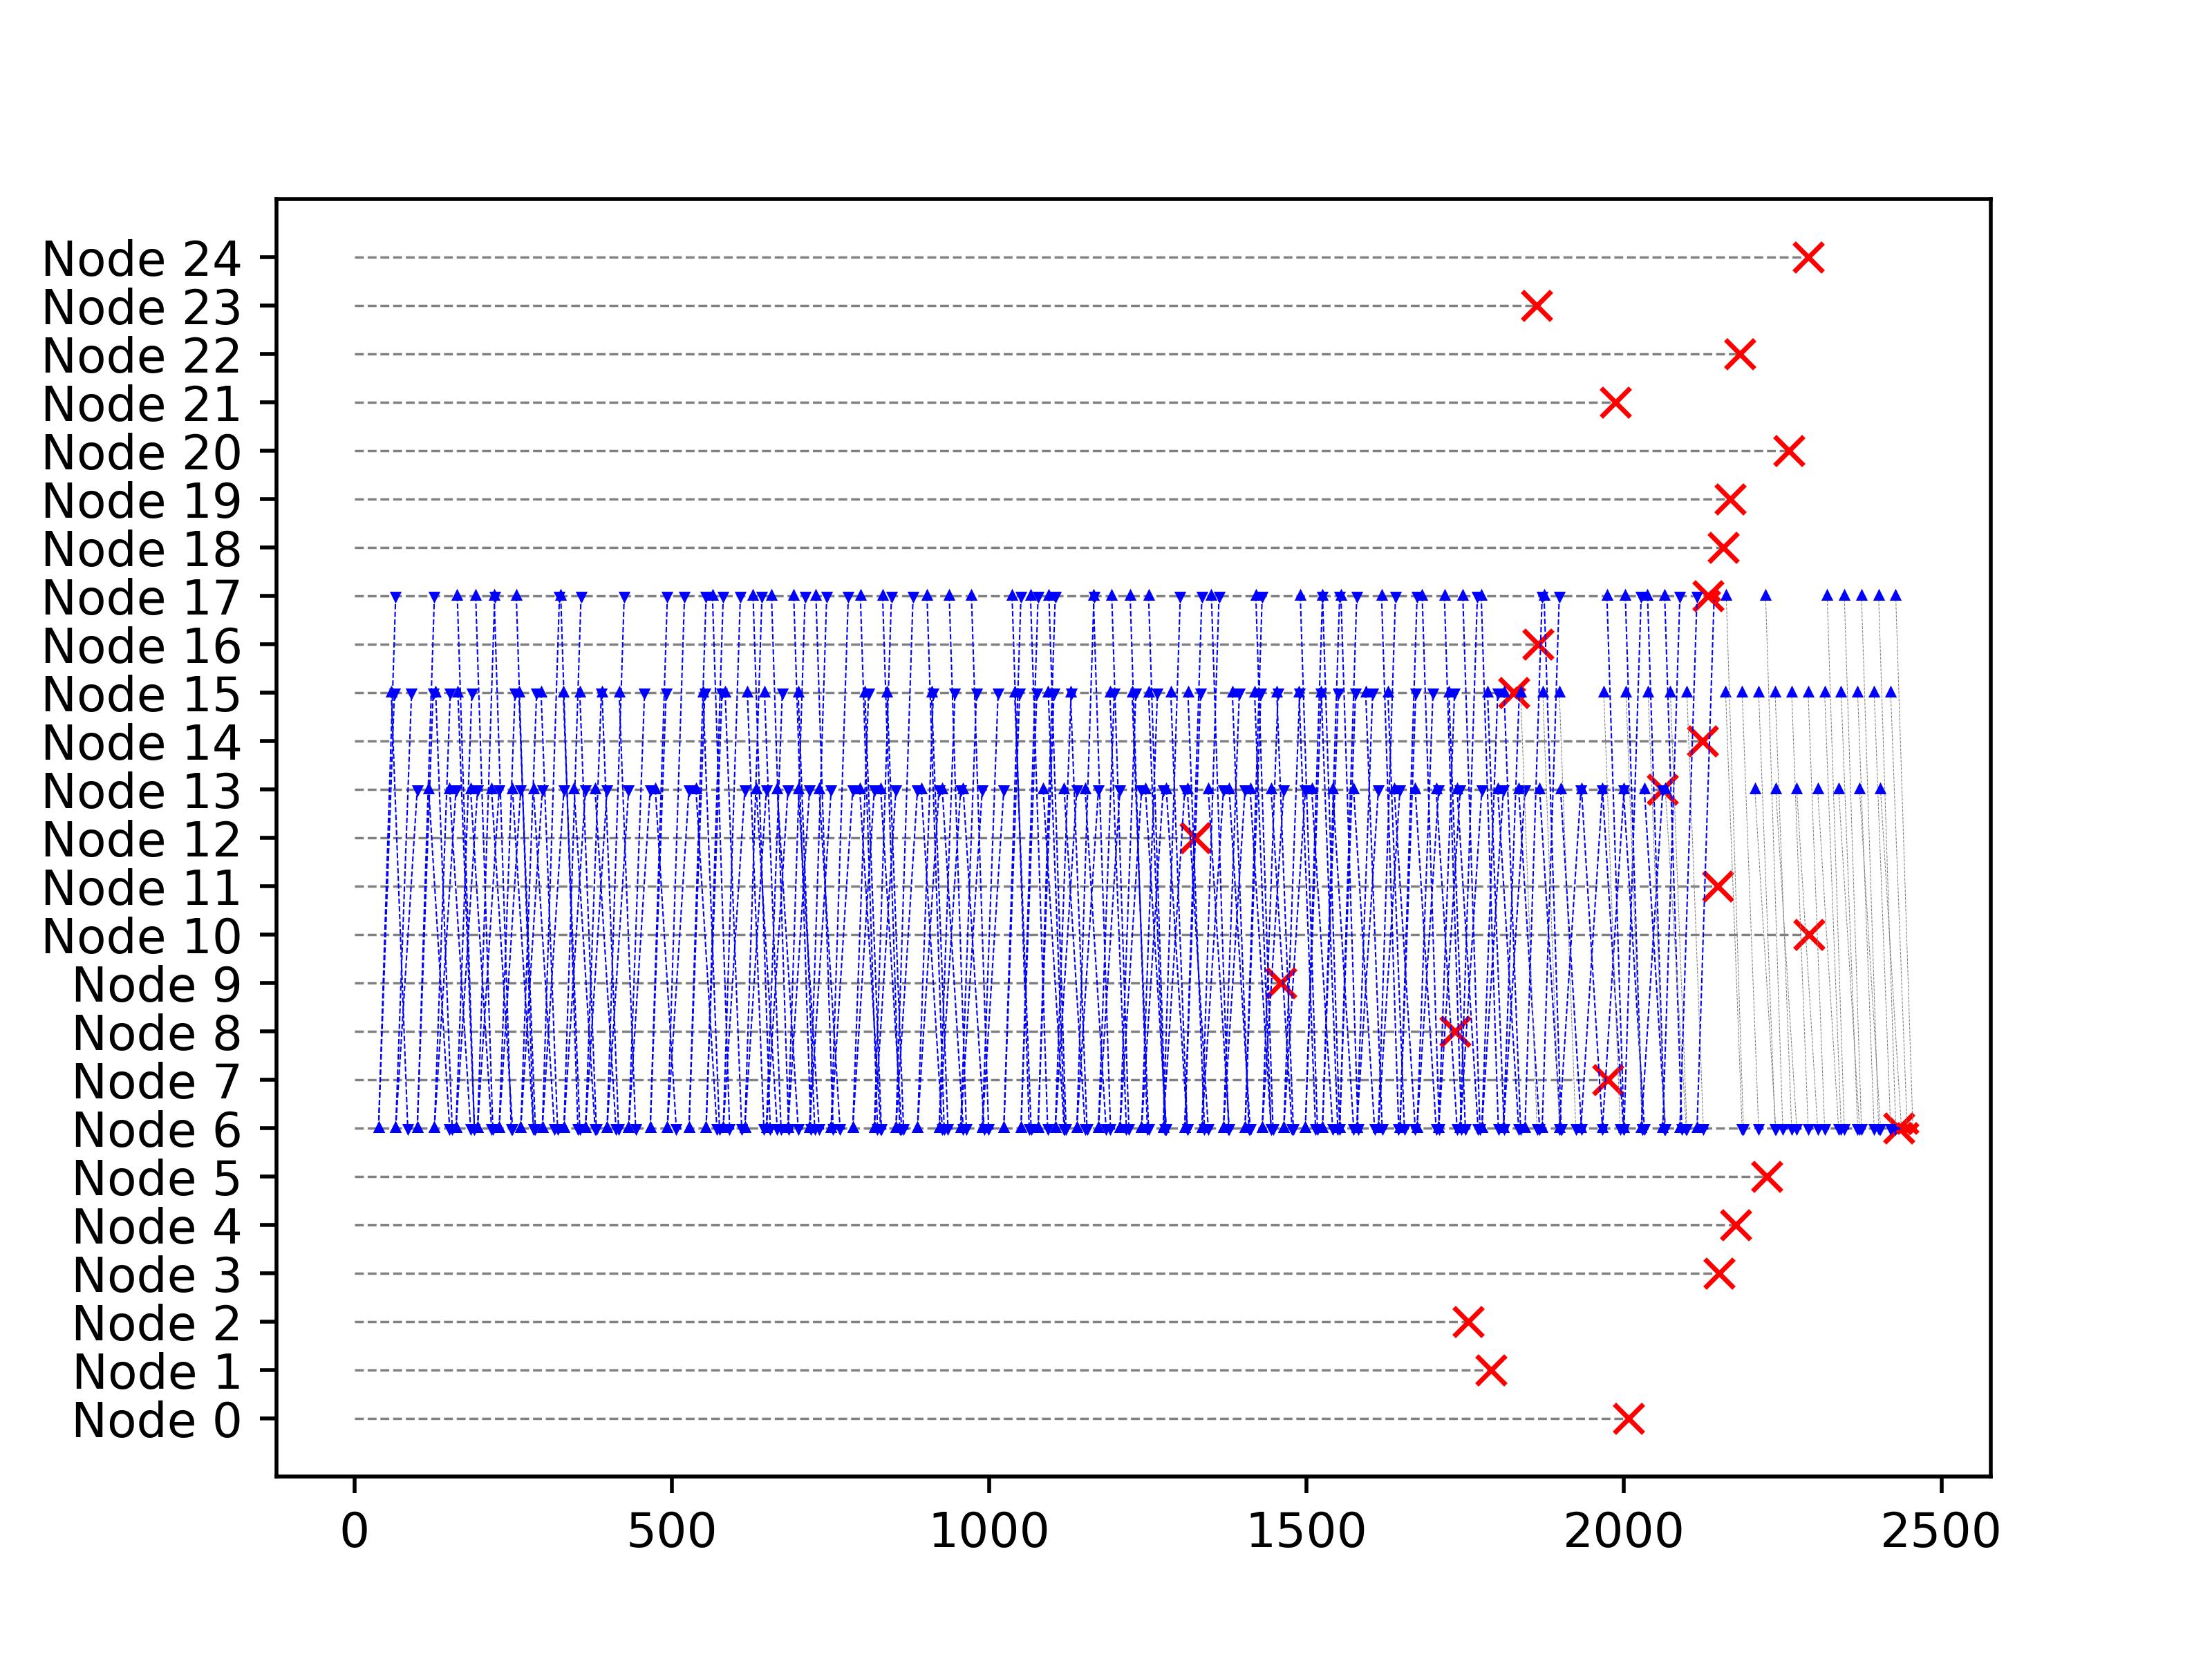 Node 24
Node 23
Node 22
Node 21
Node 20
Node 19
Node 18
Node 17
Node 16
Node 15
Node 14
Node 13
Node 12
Node 11
Node 10
Node 9
Node 8
Node 7
Node 6
Node 5
Node 4
Node 3
Node 2
Node 1
Node 0
0 500 1000 1500 2000 2500